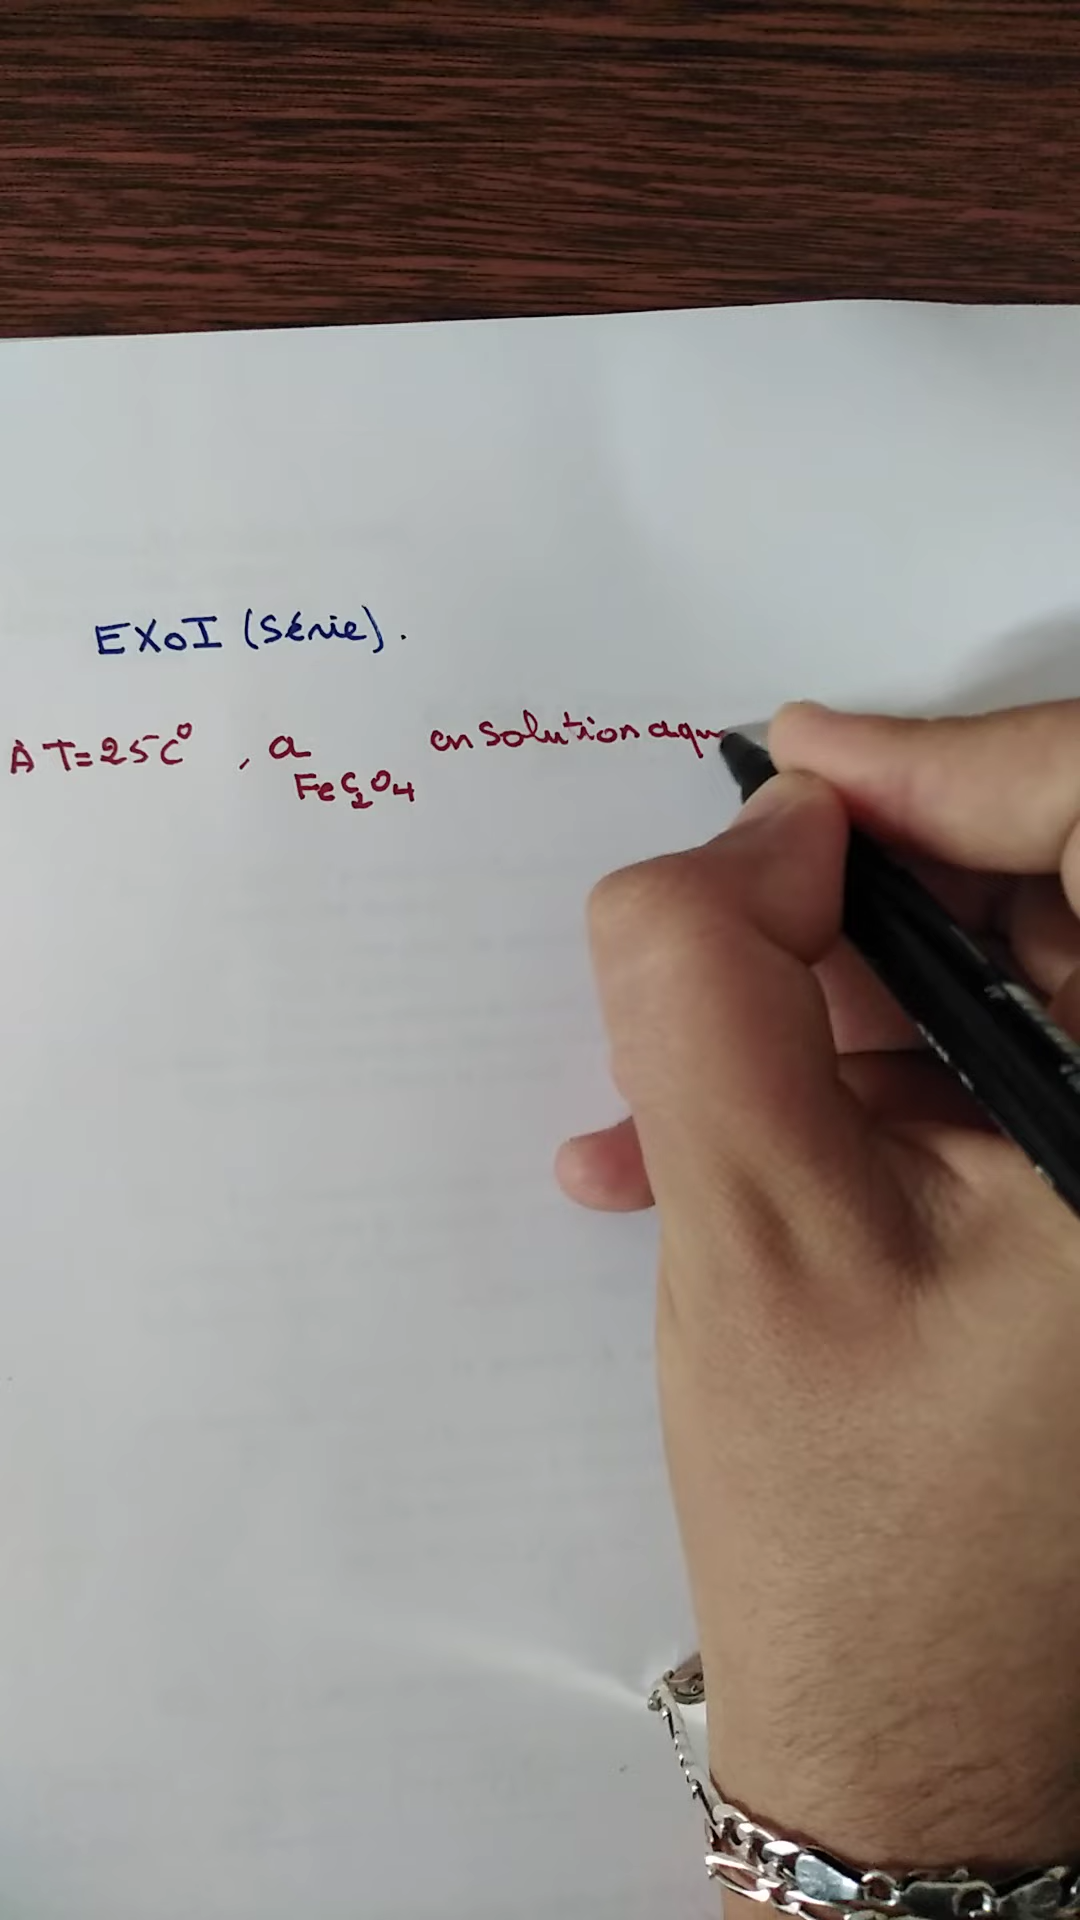 EXOI (Série).
À T=25C° , a en solution aqu
FeC2O4